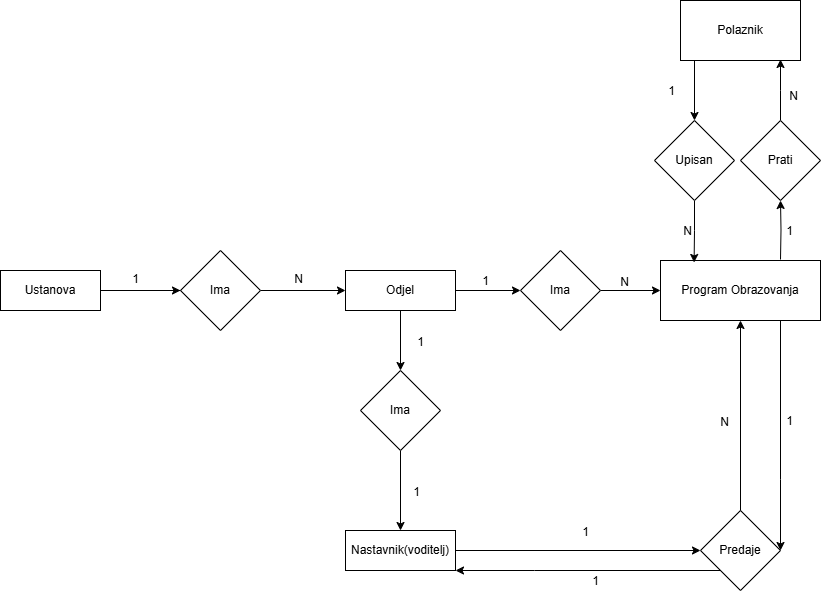 Polaznik
1
N
Upisan
Prati
N
1
Ustanova
1
Ima
N
Odjel
1
Ima
N
Program Obrazovanja
1
Ima
N
1
1
Nastavnik(voditelj)
1
Predaje
1